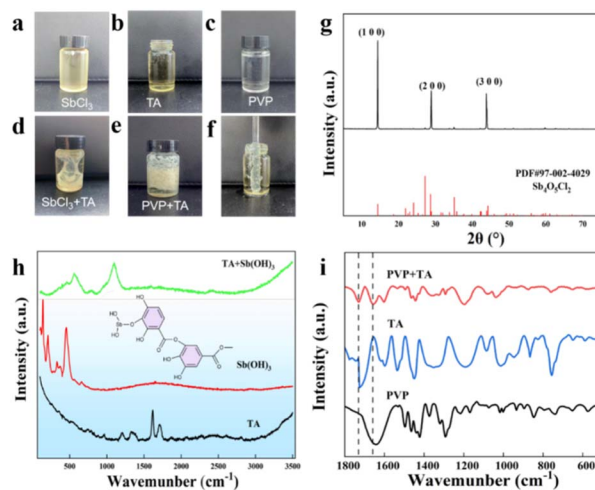 a
b
c
SbCl₃
TA
PVP
d
e
f
SbCl₃+TA
PVP+TA
g
(1 0 0)
(2 0 0)
(3 0 0)
PDF#97-002-4029
Sb₄O₅Cl₂
Intensity (a.u.)
10 20 30 40 50 60 70
2θ (°)
h
TA+Sb(OH)₃
Sb(OH)₃
TA
Intensity (a.u.)
500 1000 1500 2000 2500 3000 3500
Wavemunber (cm⁻¹)
i
PVP+TA
TA
PVP
Intensity (a.u.)
1800 1600 1400 1200 1000 800 600
Wavemunber (cm⁻¹)